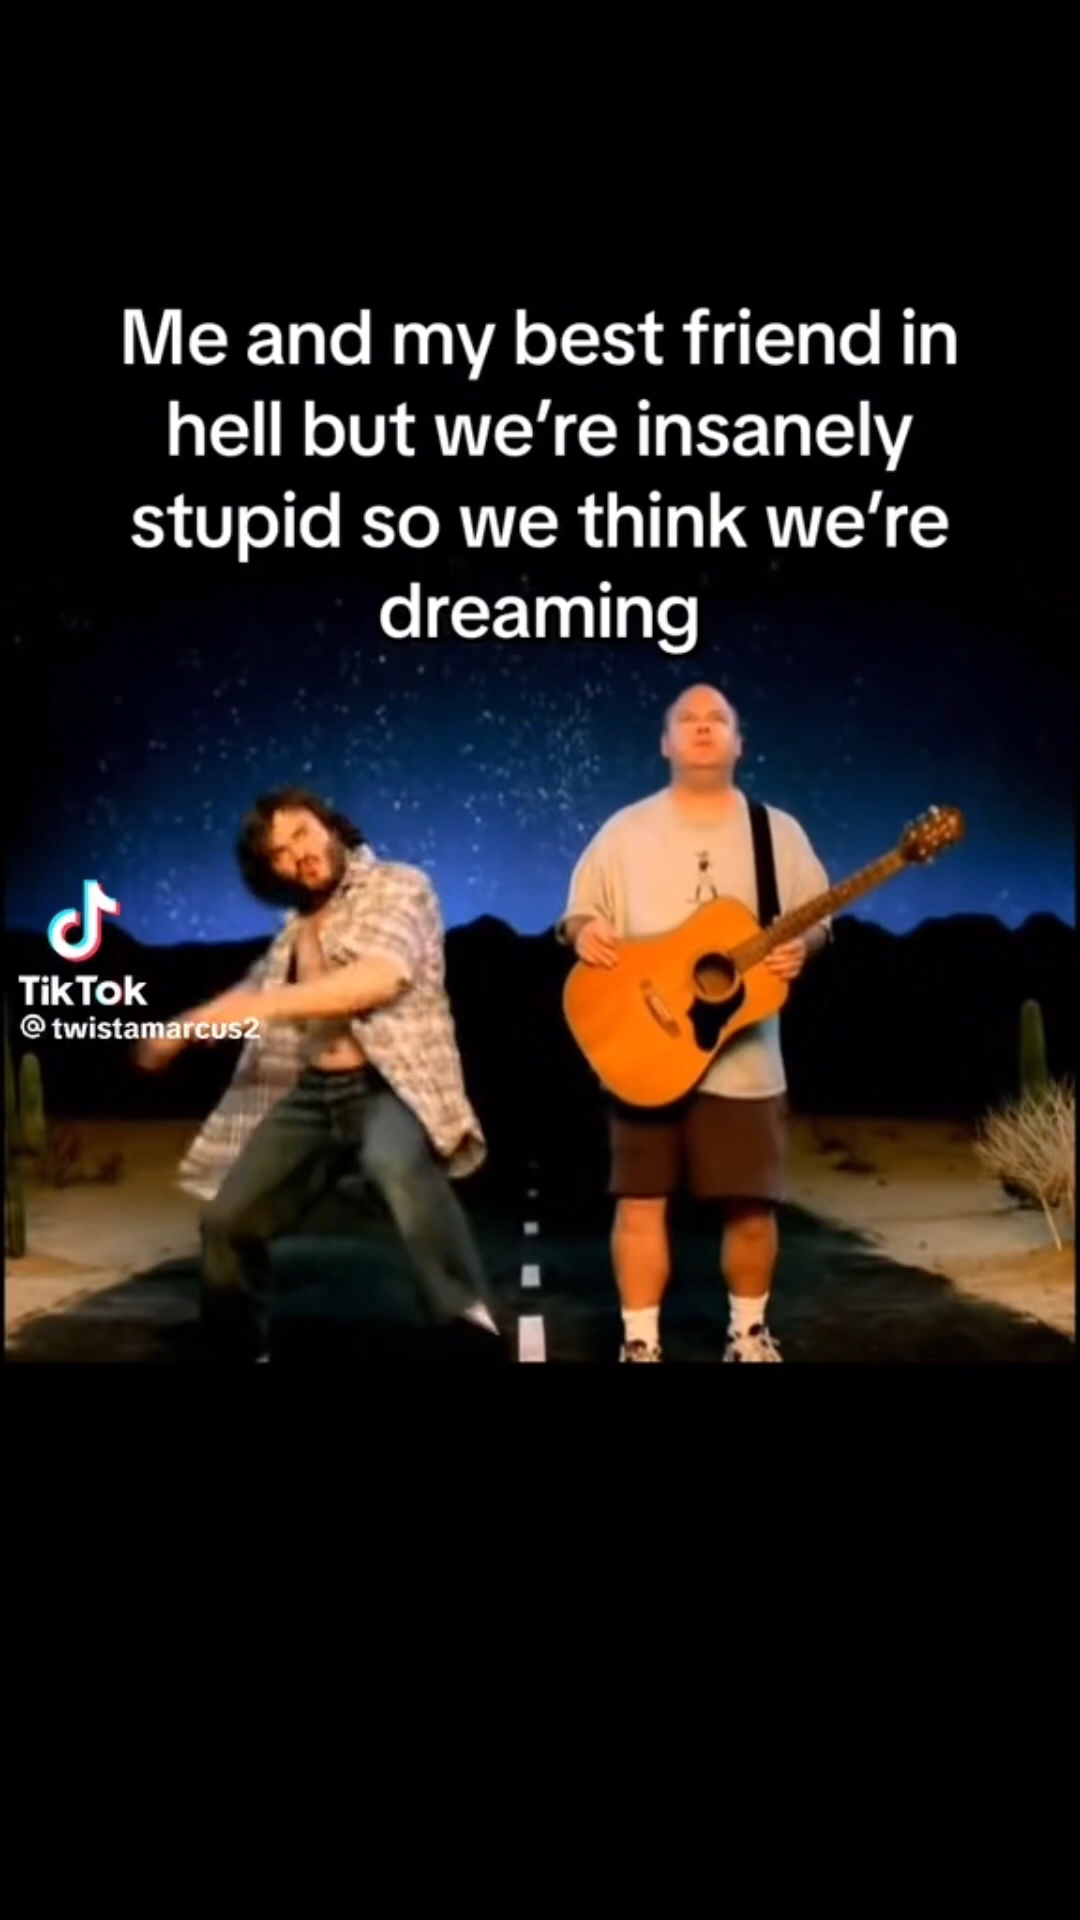 Me and my best friend in
hell but we’re insanely
stupid so we think we’re
dreaming
TikTok
@twistamarcus2